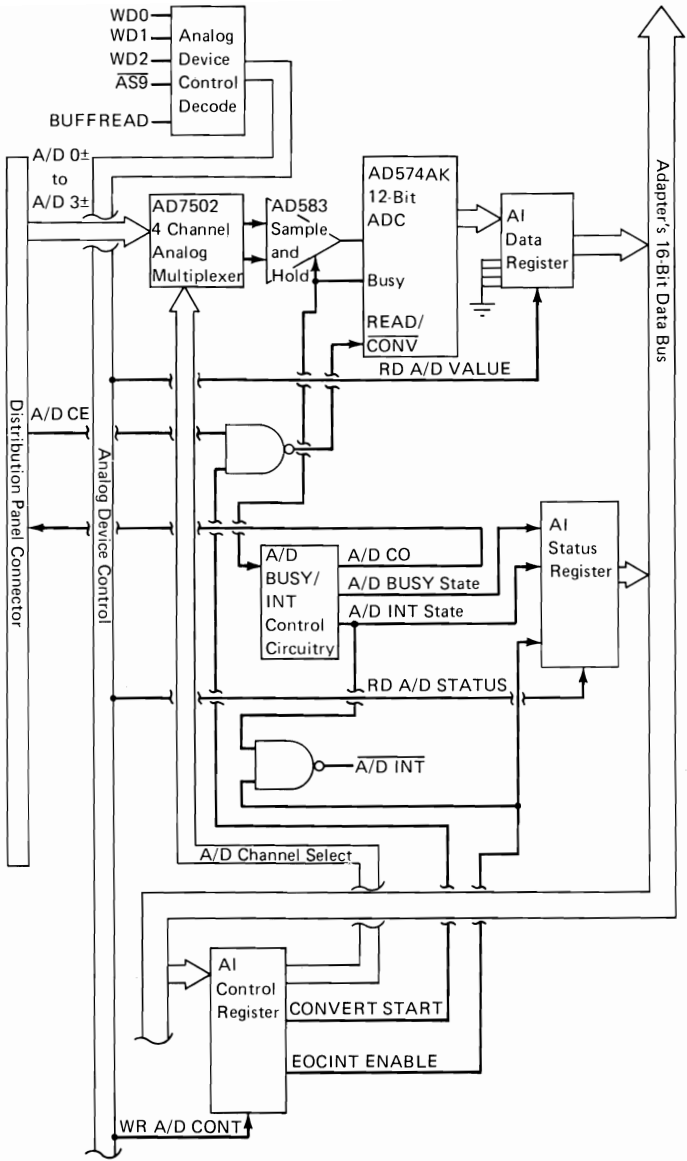 WD0
WD1
WD2
AS9
BUFFREAD
Analog
Device
Control
Decode
A/D 0±
to
A/D 3±
AD7502
4 Channel
Analog
Multiplexer
AD583
Sample
and
Hold
AD574AK
12-Bit
ADC
Busy
READ/
CONV
AI
Data
Register
Adapter's 16-Bit Data Bus
RD A/D VALUE
A/D CE
Distribution Panel Connector
Analog Device Control
A/D
BUSY/
INT
Control
Circuitry
A/D CO
A/D BUSY State
A/D INT State
AI
Status
Register
RD A/D STATUS
A/D INT
A/D Channel Select
AI
Control
Register
CONVERT START
EOCINT ENABLE
WR A/D CONT